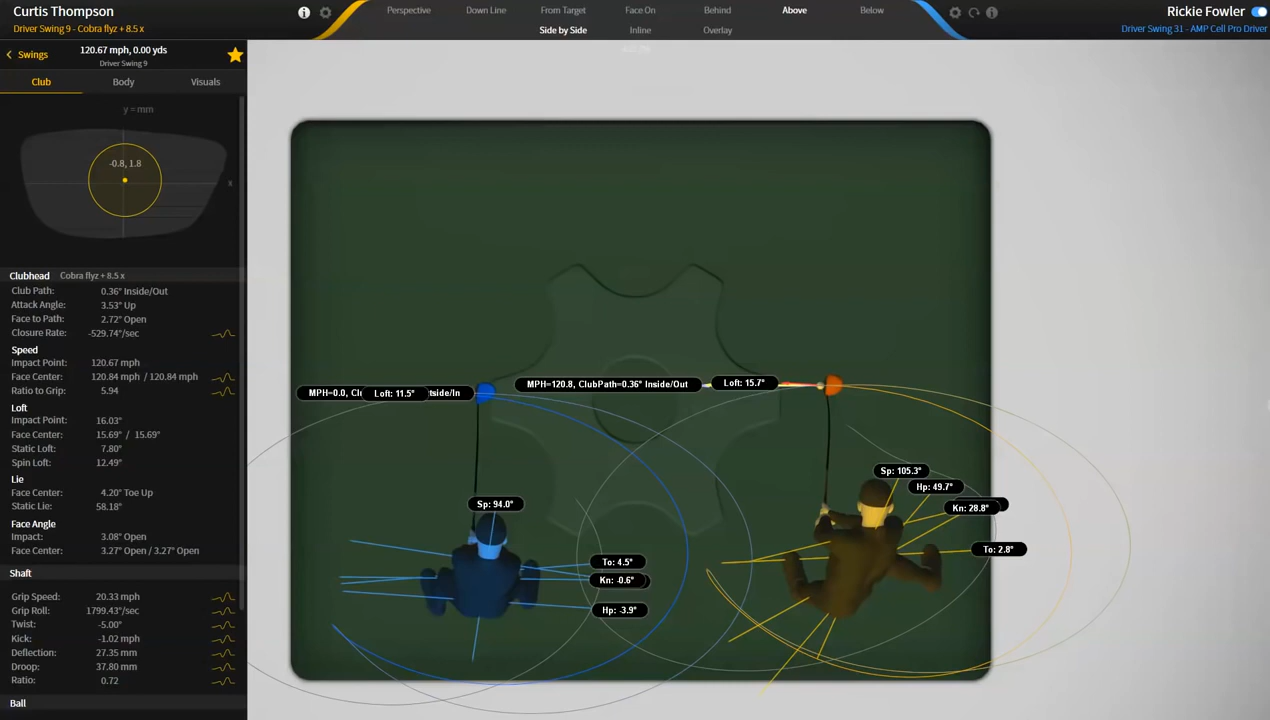 Curtis Thompson
Driver Swing 9 - Cobra flyz + 8.5 x
Perspective
Down Line
From Target
Face On
Behind
Above
Below
Side by Side
Inline
Overlay
Rickie Fowler
Driver Swing 31 - AMP Cell Pro Driver
Swings
120.67 mph, 0.00 yds
Driver Swing 9
Club
Body
Visuals
y = mm
-0.8, 1.8
x
Clubhead Cobra flyz + 8.5 x
Club Path: 0.36° Inside/Out
Attack Angle: 3.53° Up
Face to Path: 2.72° Open
Closure Rate: -529.74°/sec
Speed
Impact Point: 120.67 mph
Face Center: 120.84 mph / 120.84 mph
Ratio to Grip: 5.94
Loft
Impact Point: 16.03°
Face Center: 15.69° / 15.69°
Static Loft: 7.80°
Spin Loft: 12.49°
Lie
Face Center: 4.20° Toe Up
Static Lie: 58.18°
Face Angle
Impact: 3.08° Open
Face Center: 3.27° Open / 3.27° Open
Shaft
Grip Speed: 20.33 mph
Grip Roll: 1799.43°/sec
Twist: -5.00°
Kick: -1.02 mph
Deflection: 27.35 mm
Droop: 37.80 mm
Ratio: 0.72
Ball
MPH=0.0, Clu
Loft: 11.5°
tside/In
MPH=120.8, ClubPath=0.36° Inside/Out
Loft: 15.7°
Sp: 94.0°
To: 4.5°
Kn: -0.6°
Hp: -3.9°
Sp: 105.3°
Hp: 49.7°
Kn: 28.8°
To: 2.8°